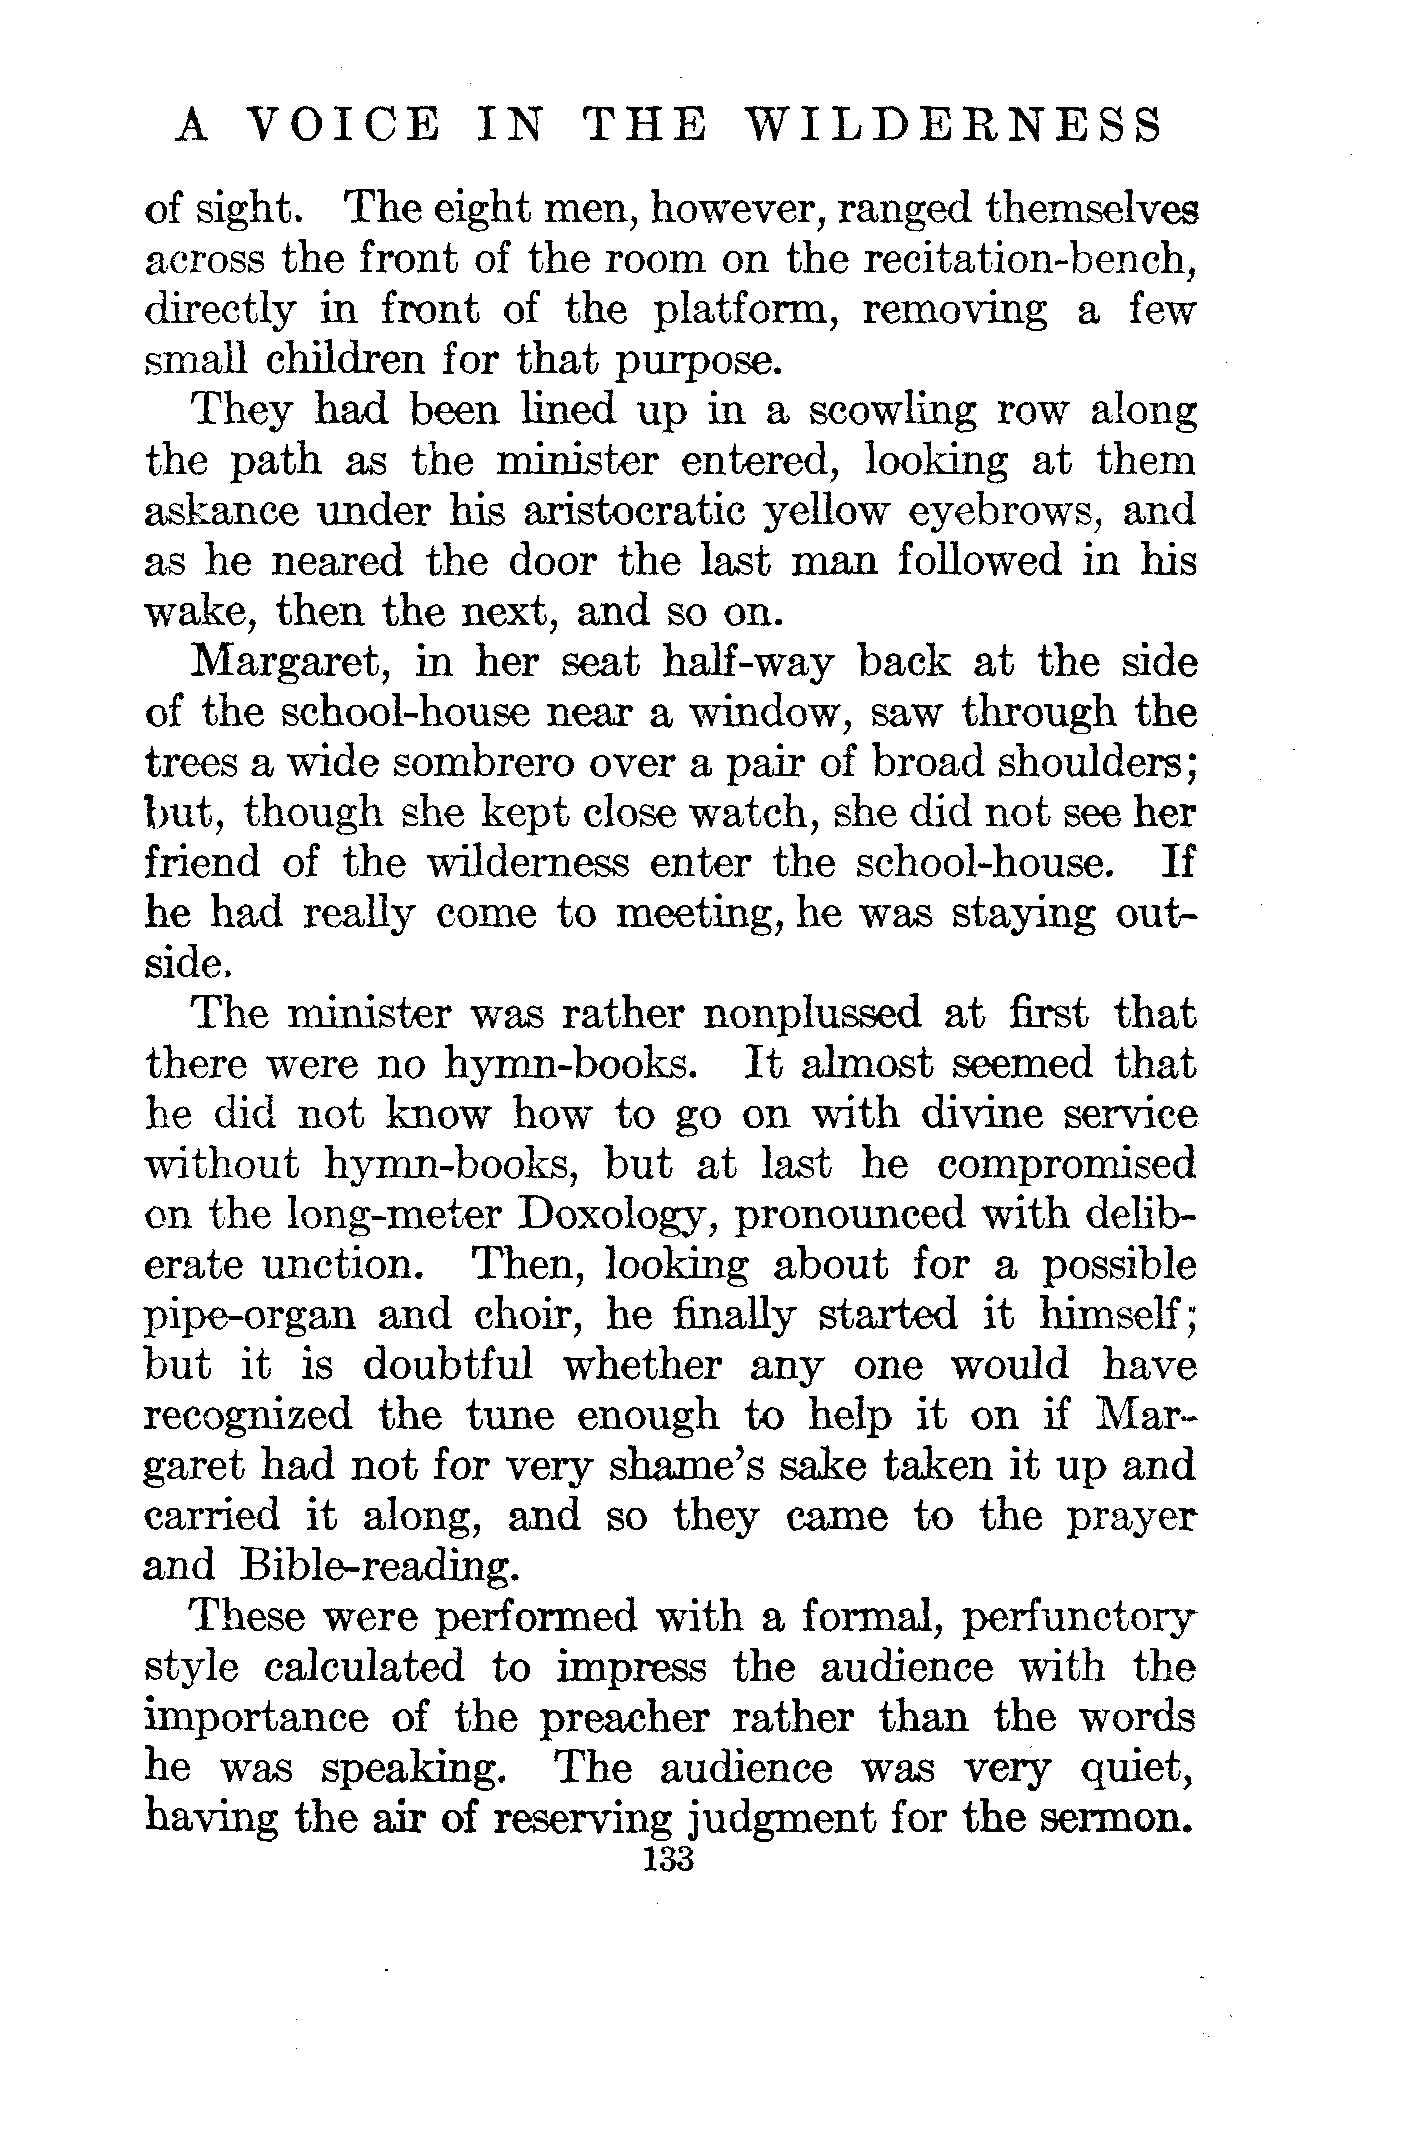 A VOICE IN THE WILDERNESS
of sight. The eight men, however, ranged themselves
across the front of the room on the recitation-bench,
directly in front of the platform, removing a few
small children for that purpose.
They had been lined up in a scowling row along
the path as the minister entered, looking at them
askance under his aristocratic yellow eyebrows, and
as he neared the door the last man followed in his
wake, then the next, and so on.
Margaret, in her seat half-way back at the side
of the school-house near a window, saw through the
trees a wide sombrero over a pair of broad shoulders;
but, though she kept close watch, she did not see her
friend of the wilderness enter the school-house. If
he had really come to meeting, he was staying out-
side.
The minister was rather nonplussed at first that
there were no hymn-books. It almost seemed that
he did not know how to go on with divine service
without hymn-books, but at last he compromised
on the long-meter Doxology, pronounced with delib-
erate unction. Then, looking about for a possible
pipe-organ and choir, he finally started it himself;
but it is doubtful whether any one would have
recognized the tune enough to help it on if Mar-
garet had not for very shame's sake taken it up and
carried it along, and so they came to the prayer
and Bible-reading.
These were performed with a formal, perfunctory
style calculated to impress the audience with the
importance of the preacher rather than the words
he was speaking. The audience was very quiet,
having the air of reserving judgment for the sermon.
133